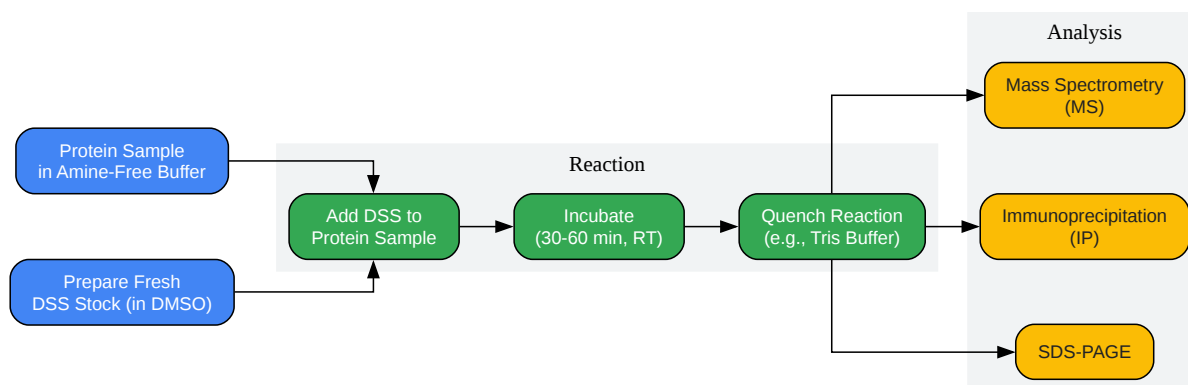 Protein Sample
in Amine-Free Buffer
Prepare Fresh
DSS Stock (in DMSO)
Reaction
Add DSS to
Protein Sample
Incubate
(30-60 min, RT)
Quench Reaction
(e.g., Tris Buffer)
Analysis
Mass Spectrometry
(MS)
Immunoprecipitation
(IP)
SDS-PAGE